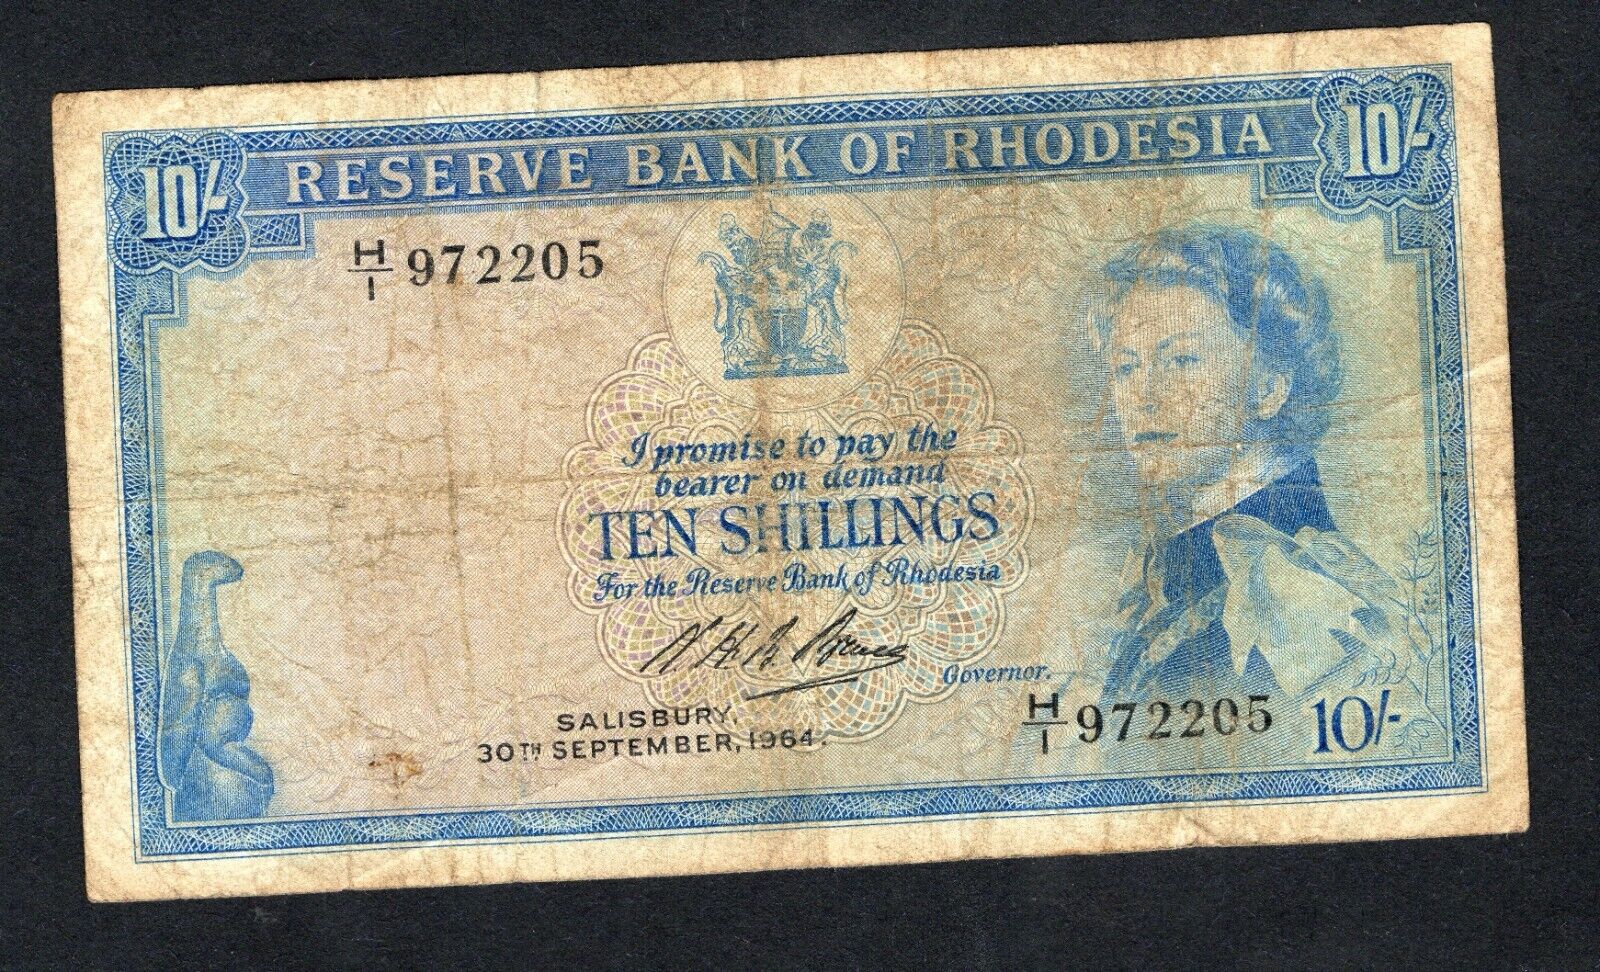 10/-
RESERVE BANK OF RHODESIA
10/-
H/1 972205
I promise to pay the
bearer on demand
TEN SHILLINGS
For the Reserve Bank of Rhodesia
Governor.
SALISBURY,
30TH SEPTEMBER, 1964.
H/1 972205
10/-